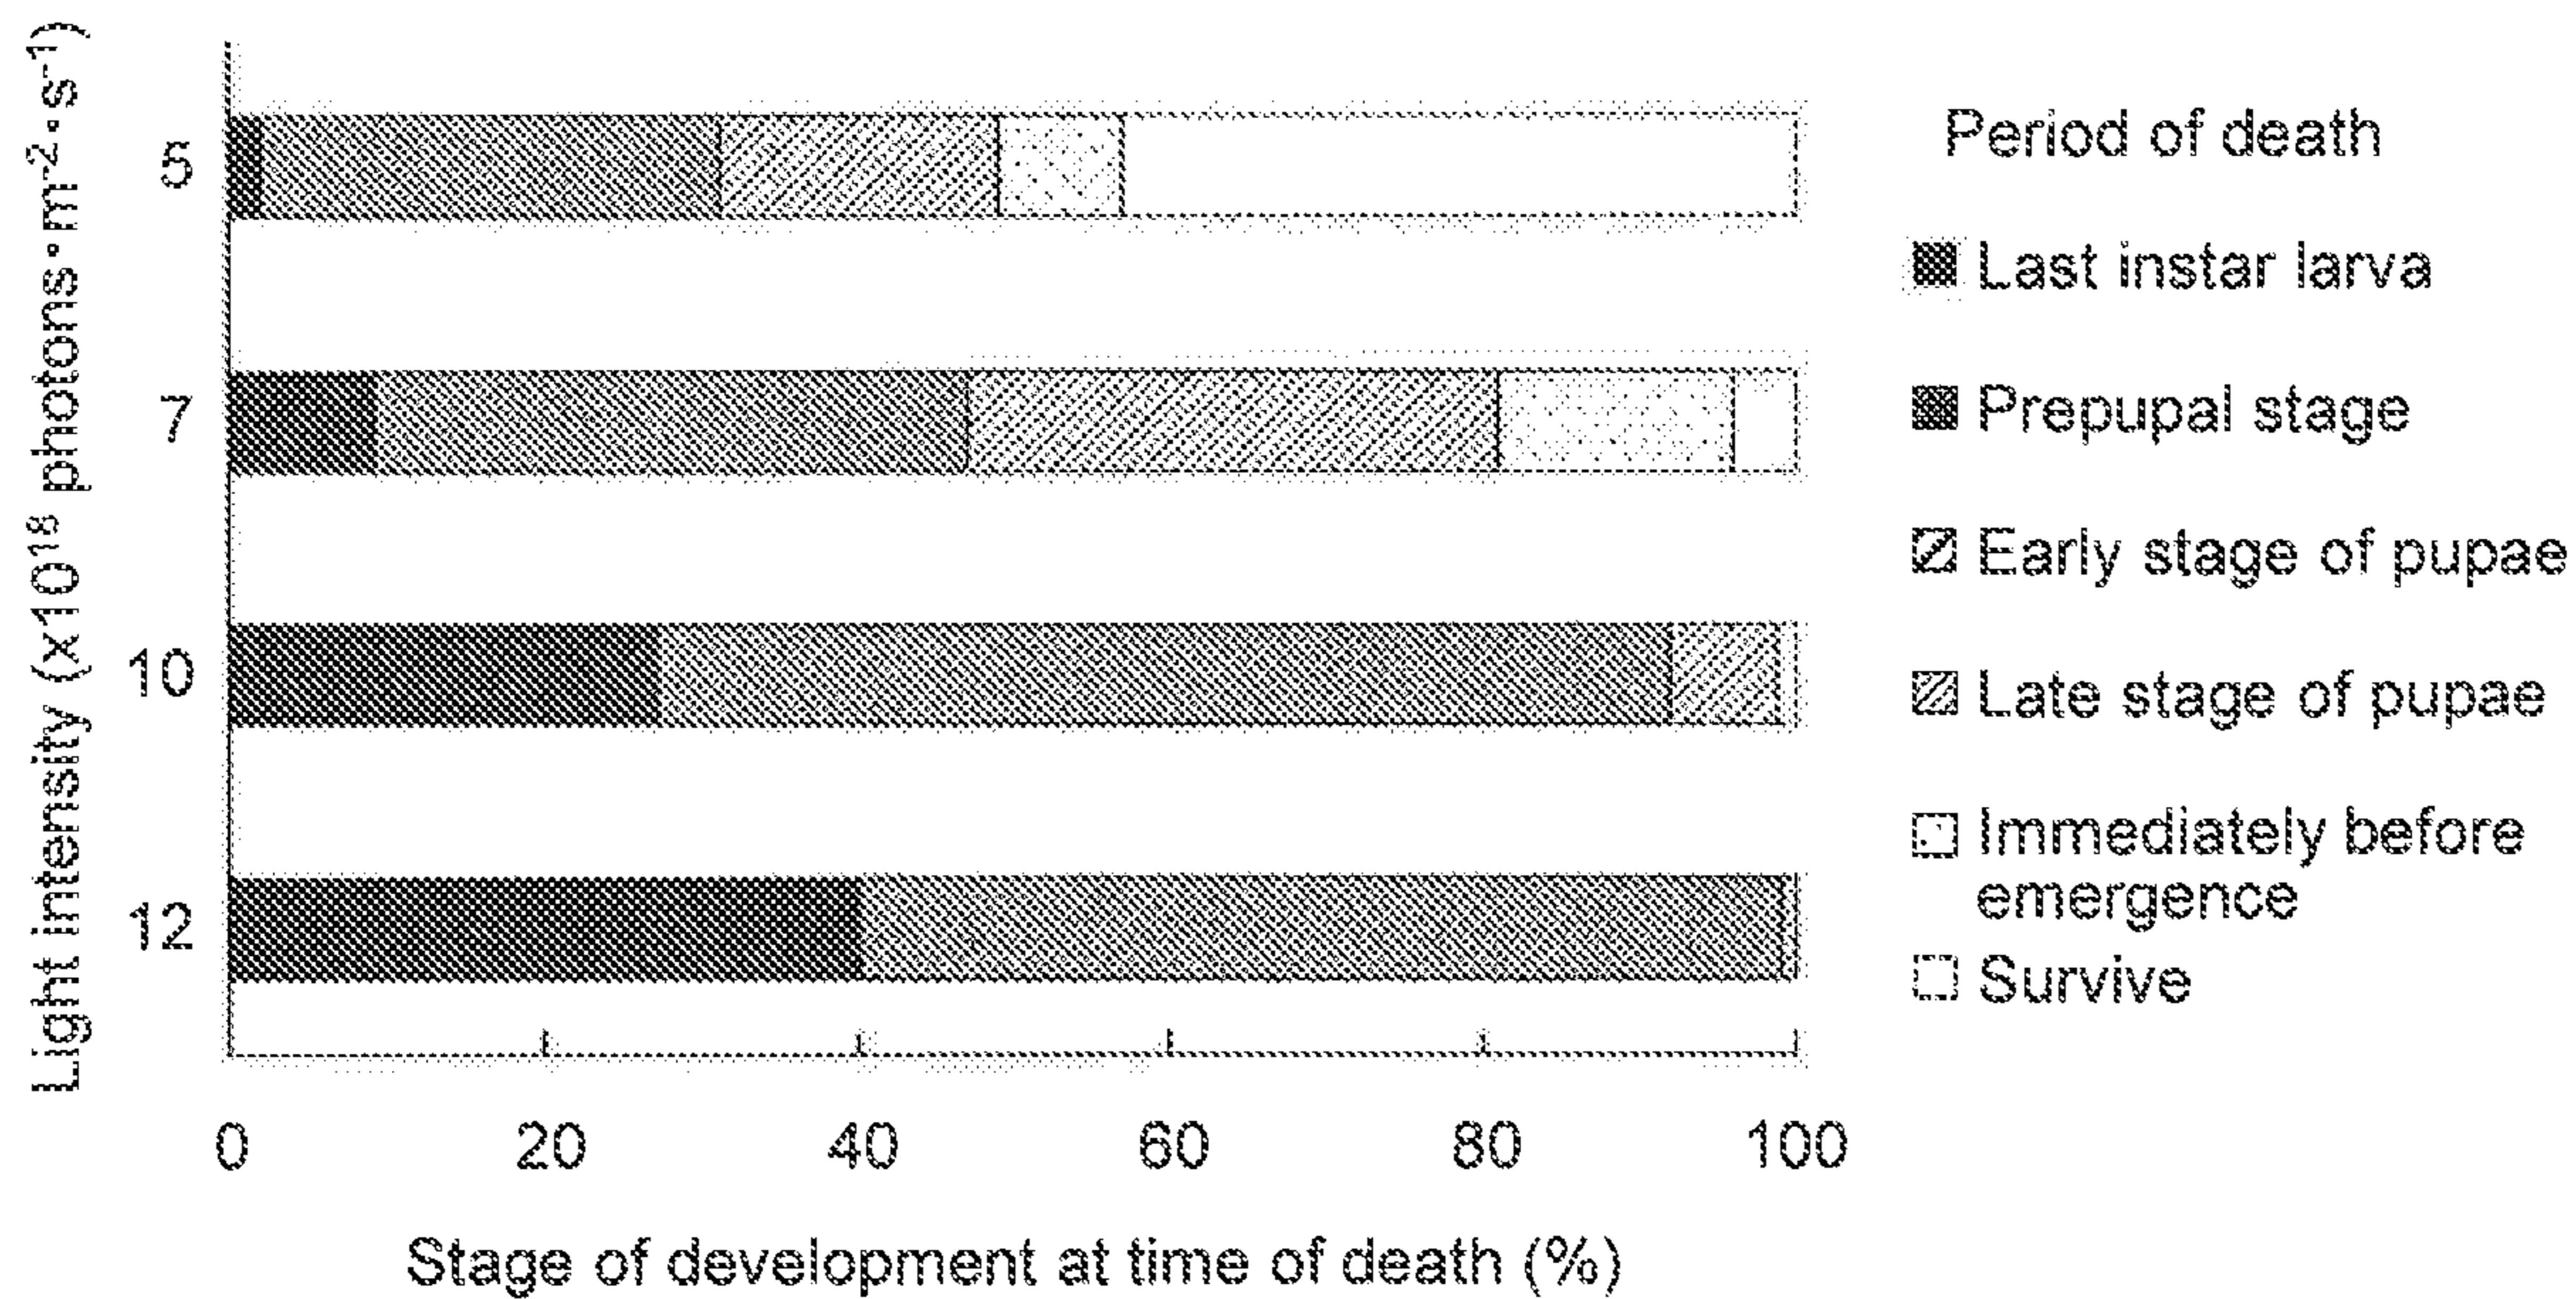 Light intensity (x10¹⁸ photons·m⁻²·s⁻¹)
5
7
10
12
0 20 40 60 80 100
Stage of development at time of death (%)
Period of death
Last instar larva
Prepupal stage
Early stage of pupae
Late stage of pupae
Immediately before
emergence
Survive